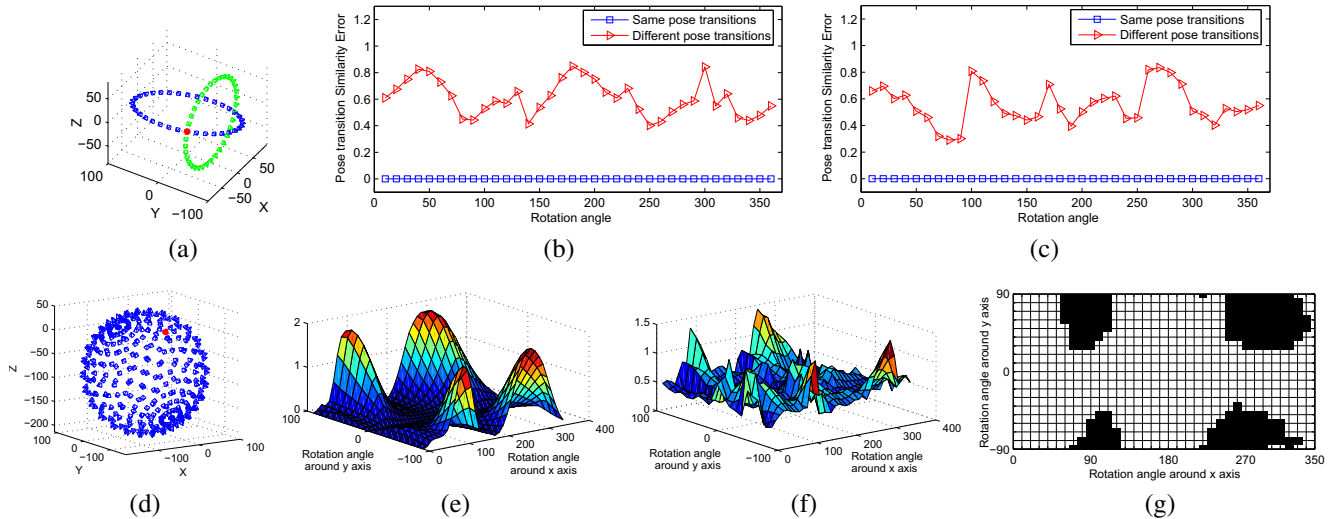 50
0
−50
Z
100
0
−100
Y
−50
0
50
X
(a)
1.2
1
0.8
0.6
0.4
0.2
0
Pose transition Similarity Error
Same pose transitions
Different pose transitions
0 50 100 150 200 250 300 350
Rotation angle
(b)
1.2
1
0.8
0.6
0.4
0.2
0
Pose transition Similarity Error
Same pose transitions
Different pose transitions
0 50 100 150 200 250 300 350
Rotation angle
(c)
50
0
−50
−100
−150
−200
Z
100
0
−100
Y
−100
0
100
X
(d)
2
1
0
100
0
−100
Rotation angle
around y axis
0
100
200
300
400
Rotation angle
around x axis
(e)
1.5
1
0.5
0
100
0
−100
Rotation angle
around y axis
0
100
200
300
400
Rotation angle
around x axis
(f)
90
0
−90
Rotation angle around y axis
0 90 180 270 350
Rotation angle around x axis
(g)